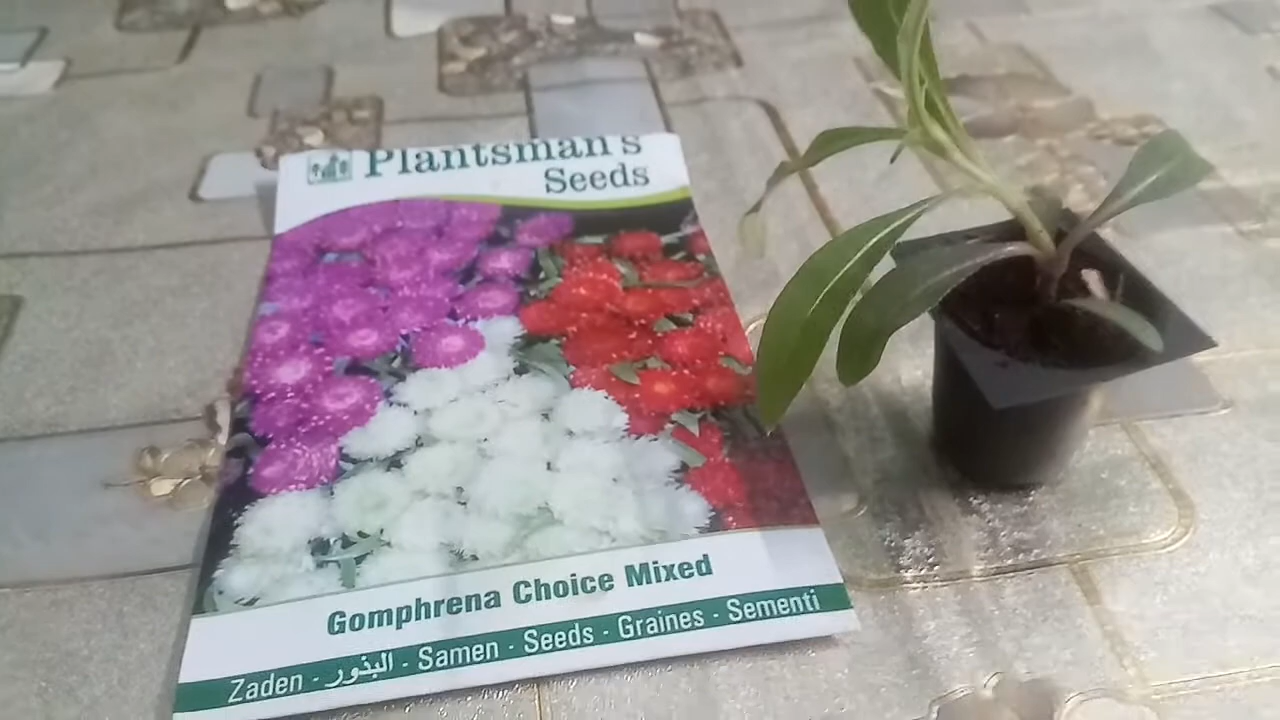 Plantsman's
Seeds
Gomphrena Choice Mixed
Zaden · البذور · Samen · Seeds · Graines · Sementi